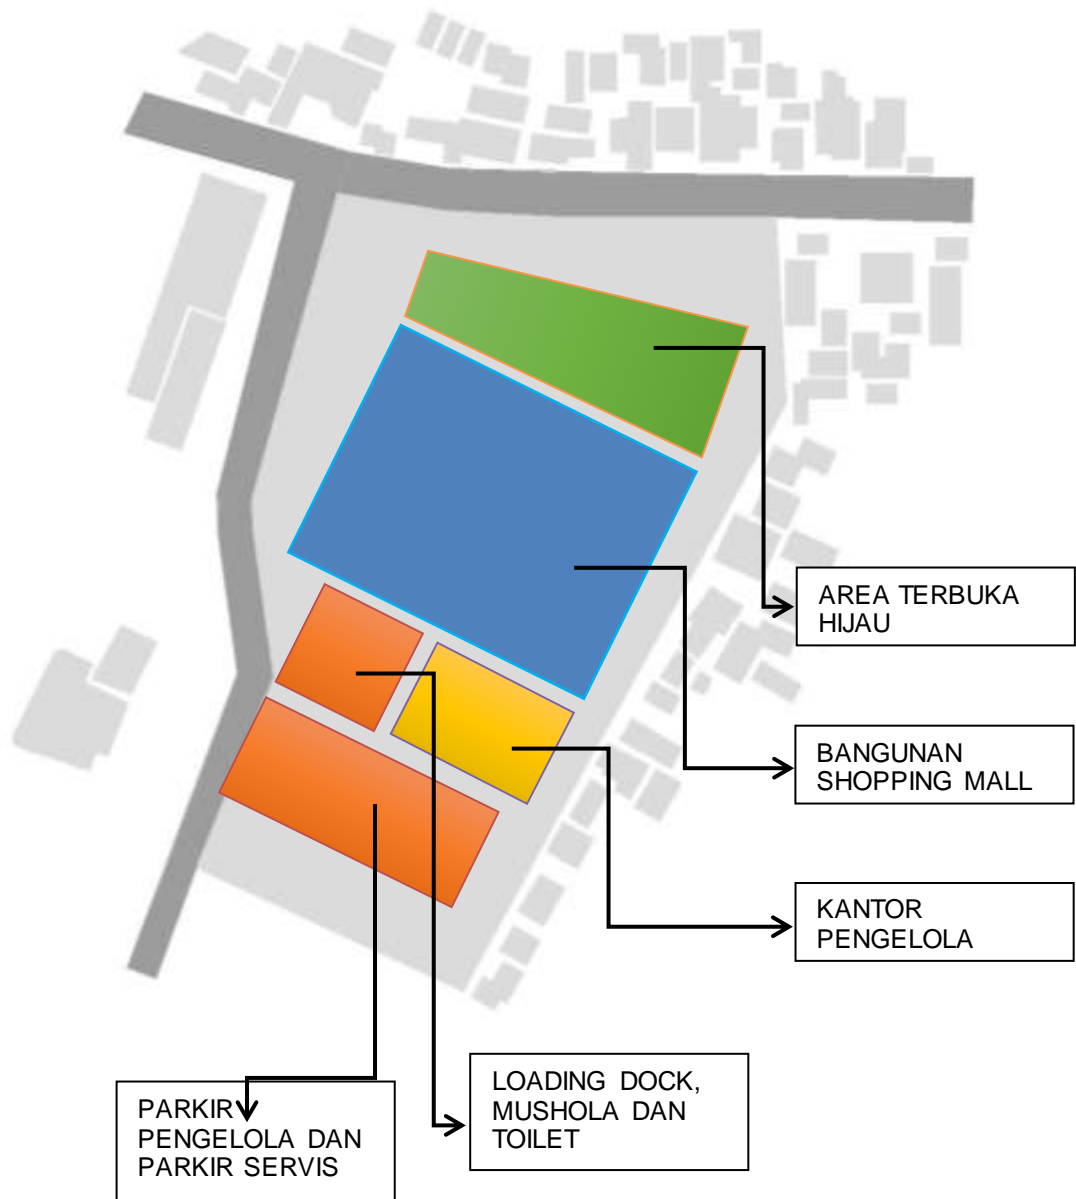 AREA TERBUKA
HIJAU
BANGUNAN
SHOPPING MALL
KANTOR
PENGELOLA
LOADING DOCK,
MUSHOLA DAN
TOILET
PARKIR
PENGELOLA DAN
PARKIR SERVIS